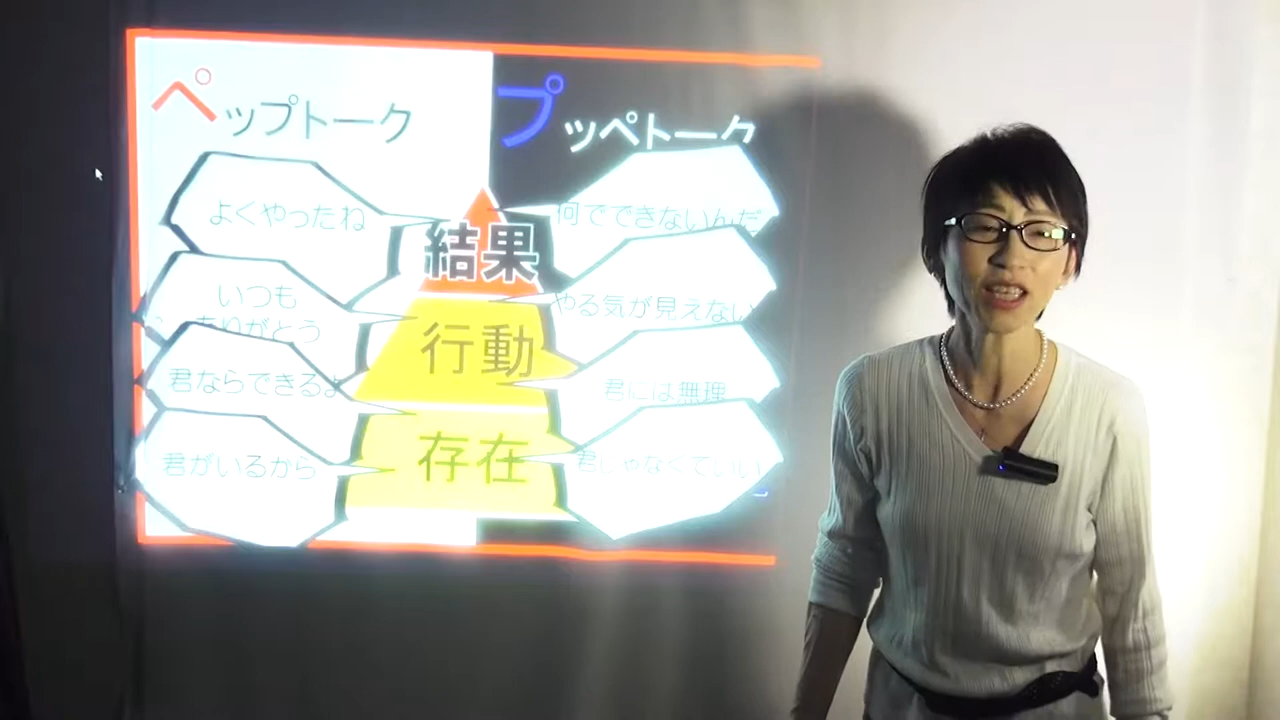 ペップトーク
プッペトーク
よくやったね
何でできないんだ
結果
いつも
ありがとう
やる気が見えない
行動
君ならできるよ
君には無理
存在
君がいるから
君じゃなくていい